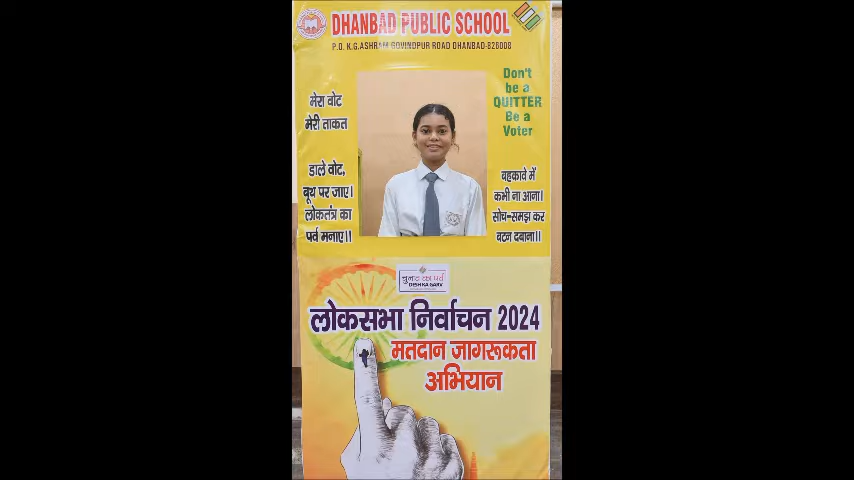 DHANBAD PUBLIC SCHOOL
P.O. K.G.ASHRAM GOVINDPUR ROAD DHANBAD-828008
मेरा वोट
मेरी ताकत
डाले वोट,
बूथ पर जाए।
लोकतंत्र का
पर्व मनाए।।
Don't
be a
QUITTER
Be a
Voter
बहकावे में
कभी ना आना।
सोच-समझ कर
बटन दबाना।।
चुनाव का पर्व
DESH KA GARV
लोकसभा निर्वाचन 2024
मतदान जागरूकता
अभियान